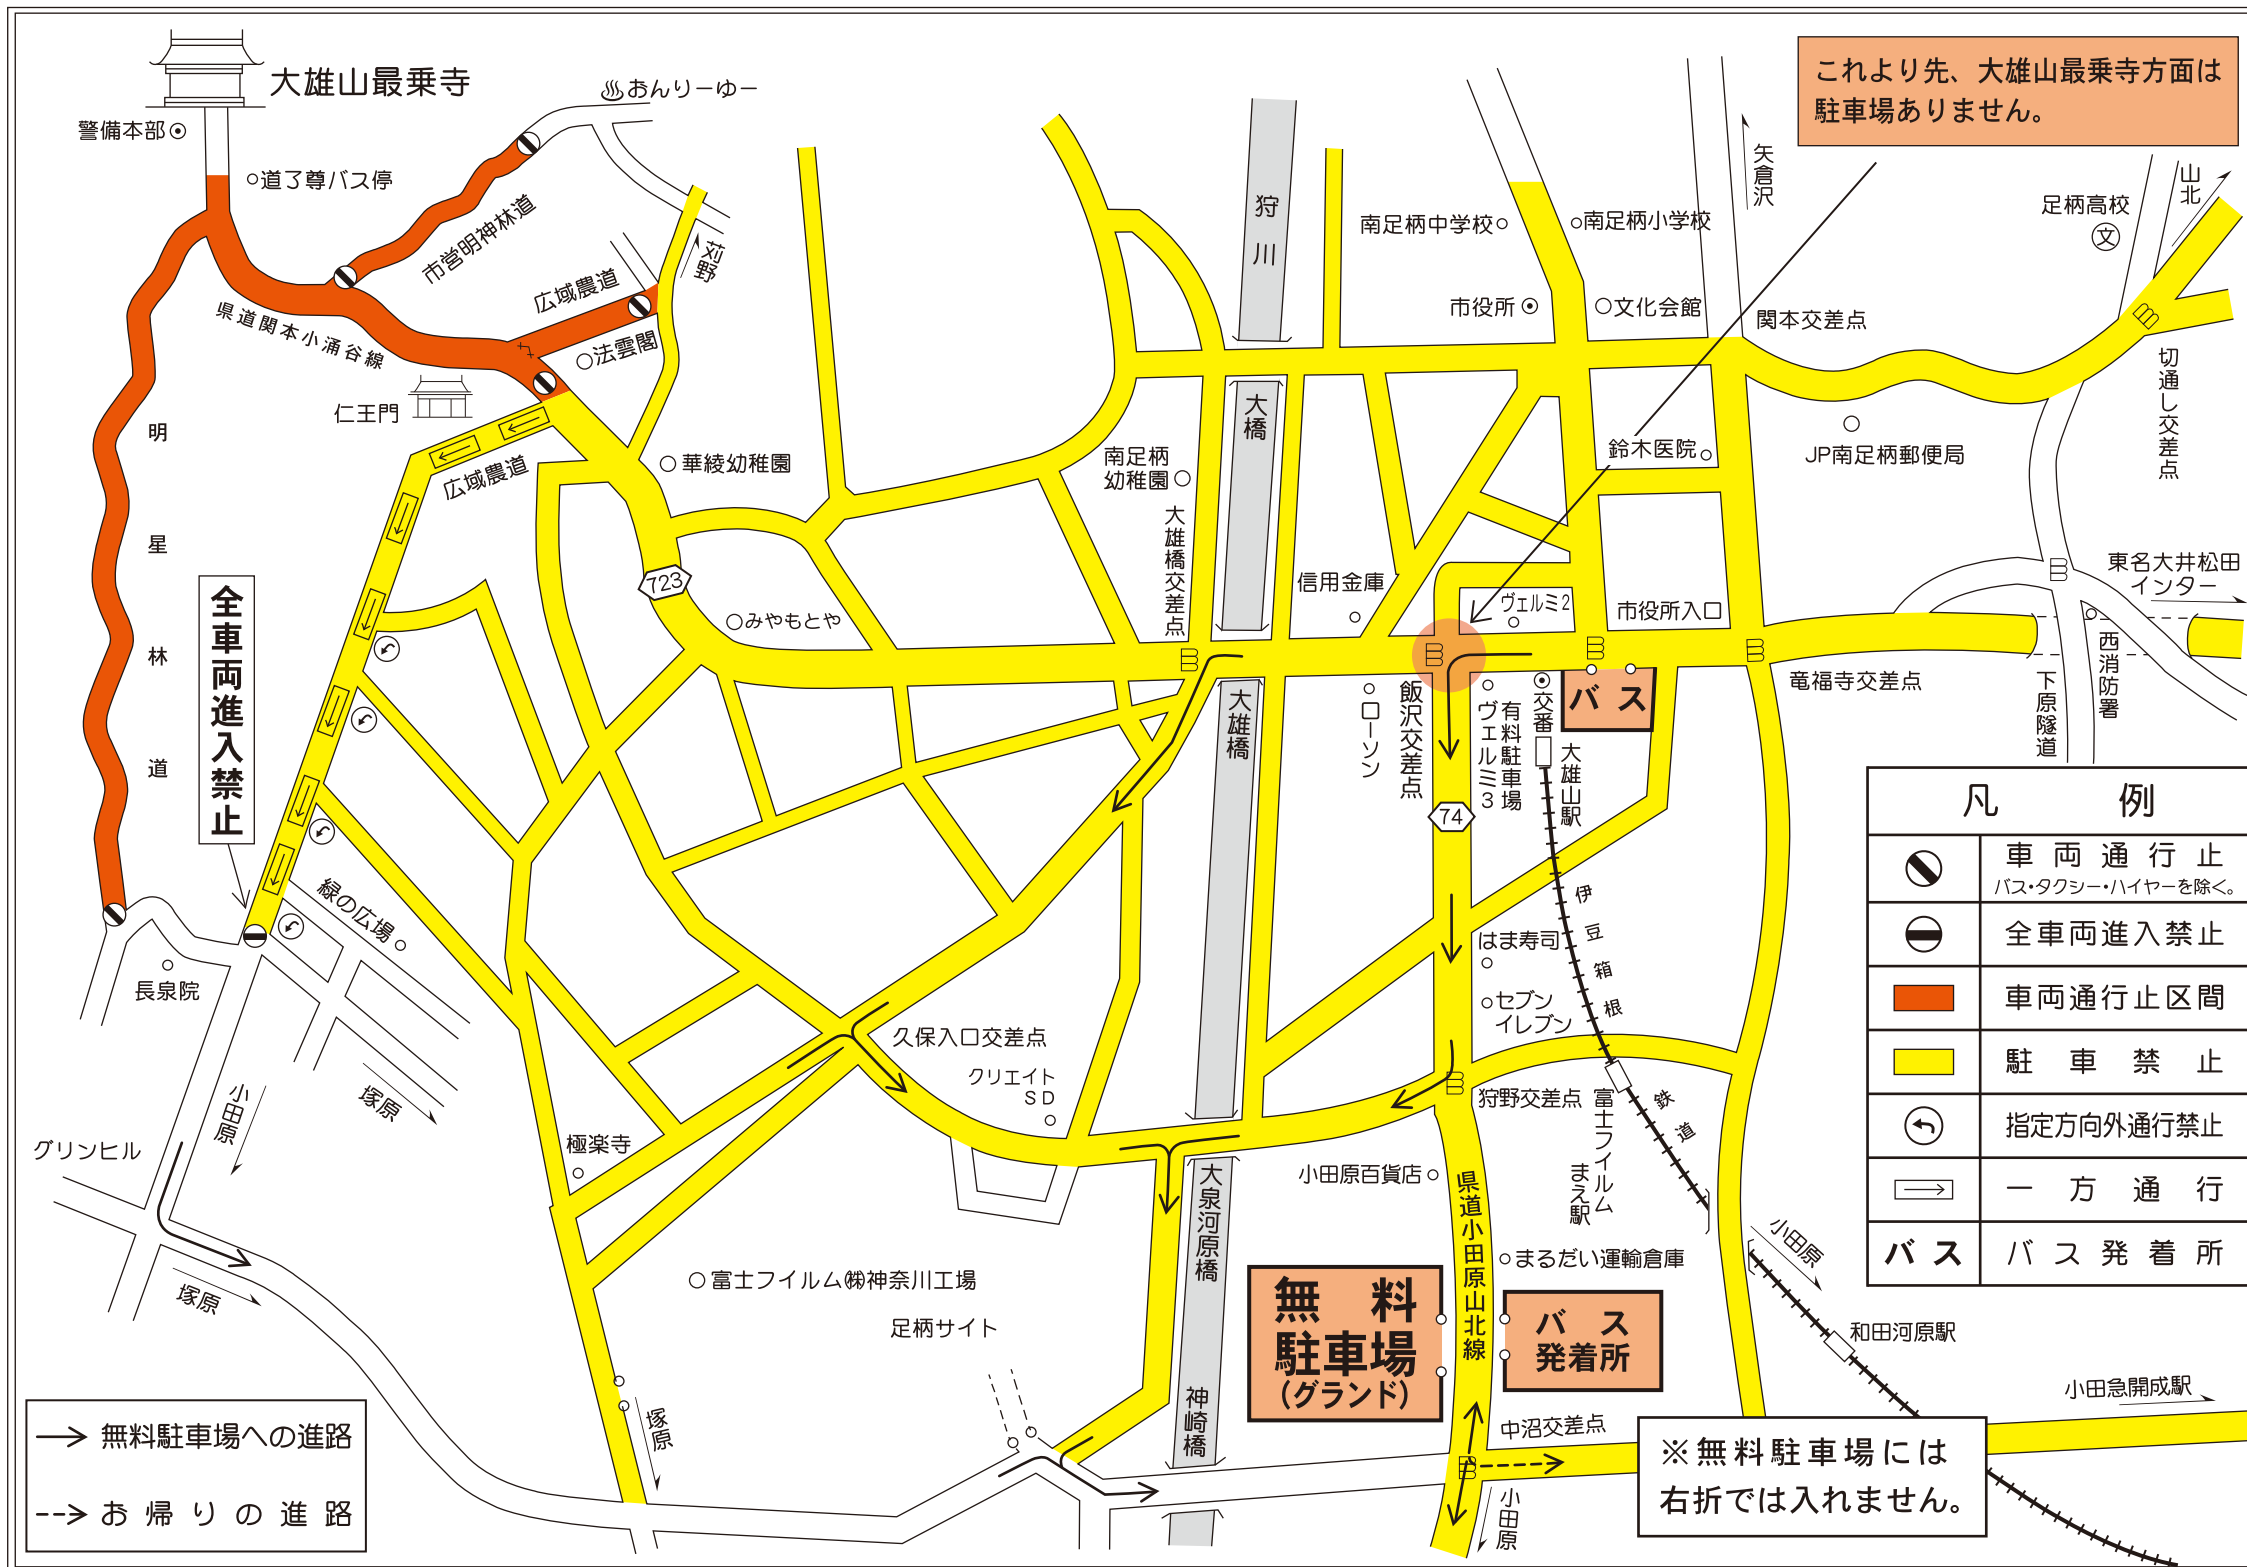 大雄山最乗寺
警備本部
道了尊バス停
おんりーゆー
市営明神林道
苅野
広域農道
法雲閣
県道関本小涌谷線
仁王門
広域農道
華綾幼稚園
明星林道
全車両進入禁止
723
みやもとや
緑の広場
長泉院
小田原
塚原
グリンヒル
塚原
極楽寺
久保入口交差点
クリエイト
SD
富士フイルム㈱神奈川工場
足柄サイト
塚原
狩川
大橋
南足柄
幼稚園
大雄橋交差点
大雄橋
大泉河原橋
神崎橋
これより先、大雄山最乗寺方面は
駐車場ありません。
矢倉沢
山北
足柄高校
文
南足柄中学校
南足柄小学校
市役所
文化会館
関本交差点
切通し交差点
鈴木医院
JP南足柄郵便局
信用金庫
ヴェルミ2
市役所入口
東名大井松田
インター
西消防署
下原隧道
竜福寺交差点
ローソン
飯沢交差点
有料駐車場
ヴェルミ3
交番
バス
大雄山駅
74
伊豆箱根鉄道
はま寿司
セブン
イレブン
狩野交差点
富士フイルム
まえ駅
小田原百貨店
県道小田原山北線
まるだい運輸倉庫
小田原
和田河原駅
無料
駐車場
(グランド)
バス
発着所
中沼交差点
小田原
小田急開成駅
※無料駐車場には
右折では入れません。
凡例
車両通行止
バス・タクシー・ハイヤーを除く。
全車両進入禁止
車両通行止区間
駐車禁止
指定方向外通行禁止
一方通行
バス バス発着所
無料駐車場への進路
お帰りの進路